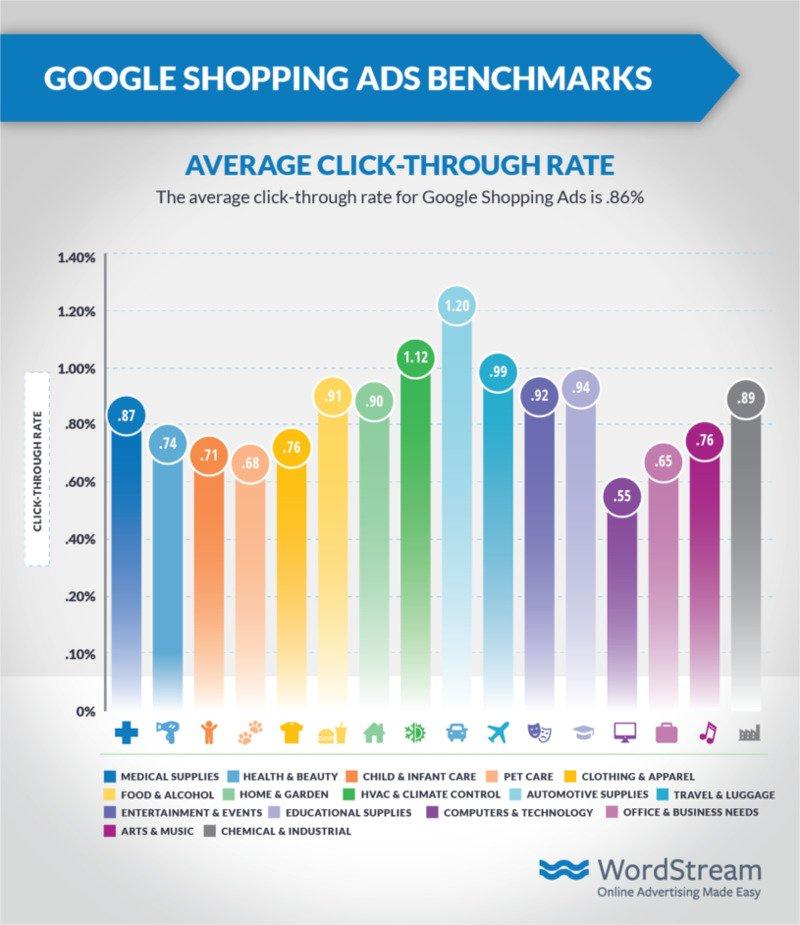 GOOGLE SHOPPING ADS BENCHMARKS
AVERAGE CLICK-THROUGH RATE
The average click-through rate for Google Shopping Ads is .86%
1.40%
1.20%
1.00%
.80%
.60%
.40%
.20%
.10%
0%
CLICK-THROUGH RATE
.87
.74
.71
.68
.76
.91
.90
1.12
1.20
.99
.92
.94
.55
.65
.76
.89
MEDICAL SUPPLIES HEALTH & BEAUTY CHILD & INFANT CARE PET CARE CLOTHING & APPAREL
FOOD & ALCOHOL HOME & GARDEN HVAC & CLIMATE CONTROL AUTOMOTIVE SUPPLIES TRAVEL & LUGGAGE
ENTERTAINMENT & EVENTS EDUCATIONAL SUPPLIES COMPUTERS & TECHNOLOGY OFFICE & BUSINESS NEEDS
ARTS & MUSIC CHEMICAL & INDUSTRIAL
WordStream
Online Advertising Made Easy